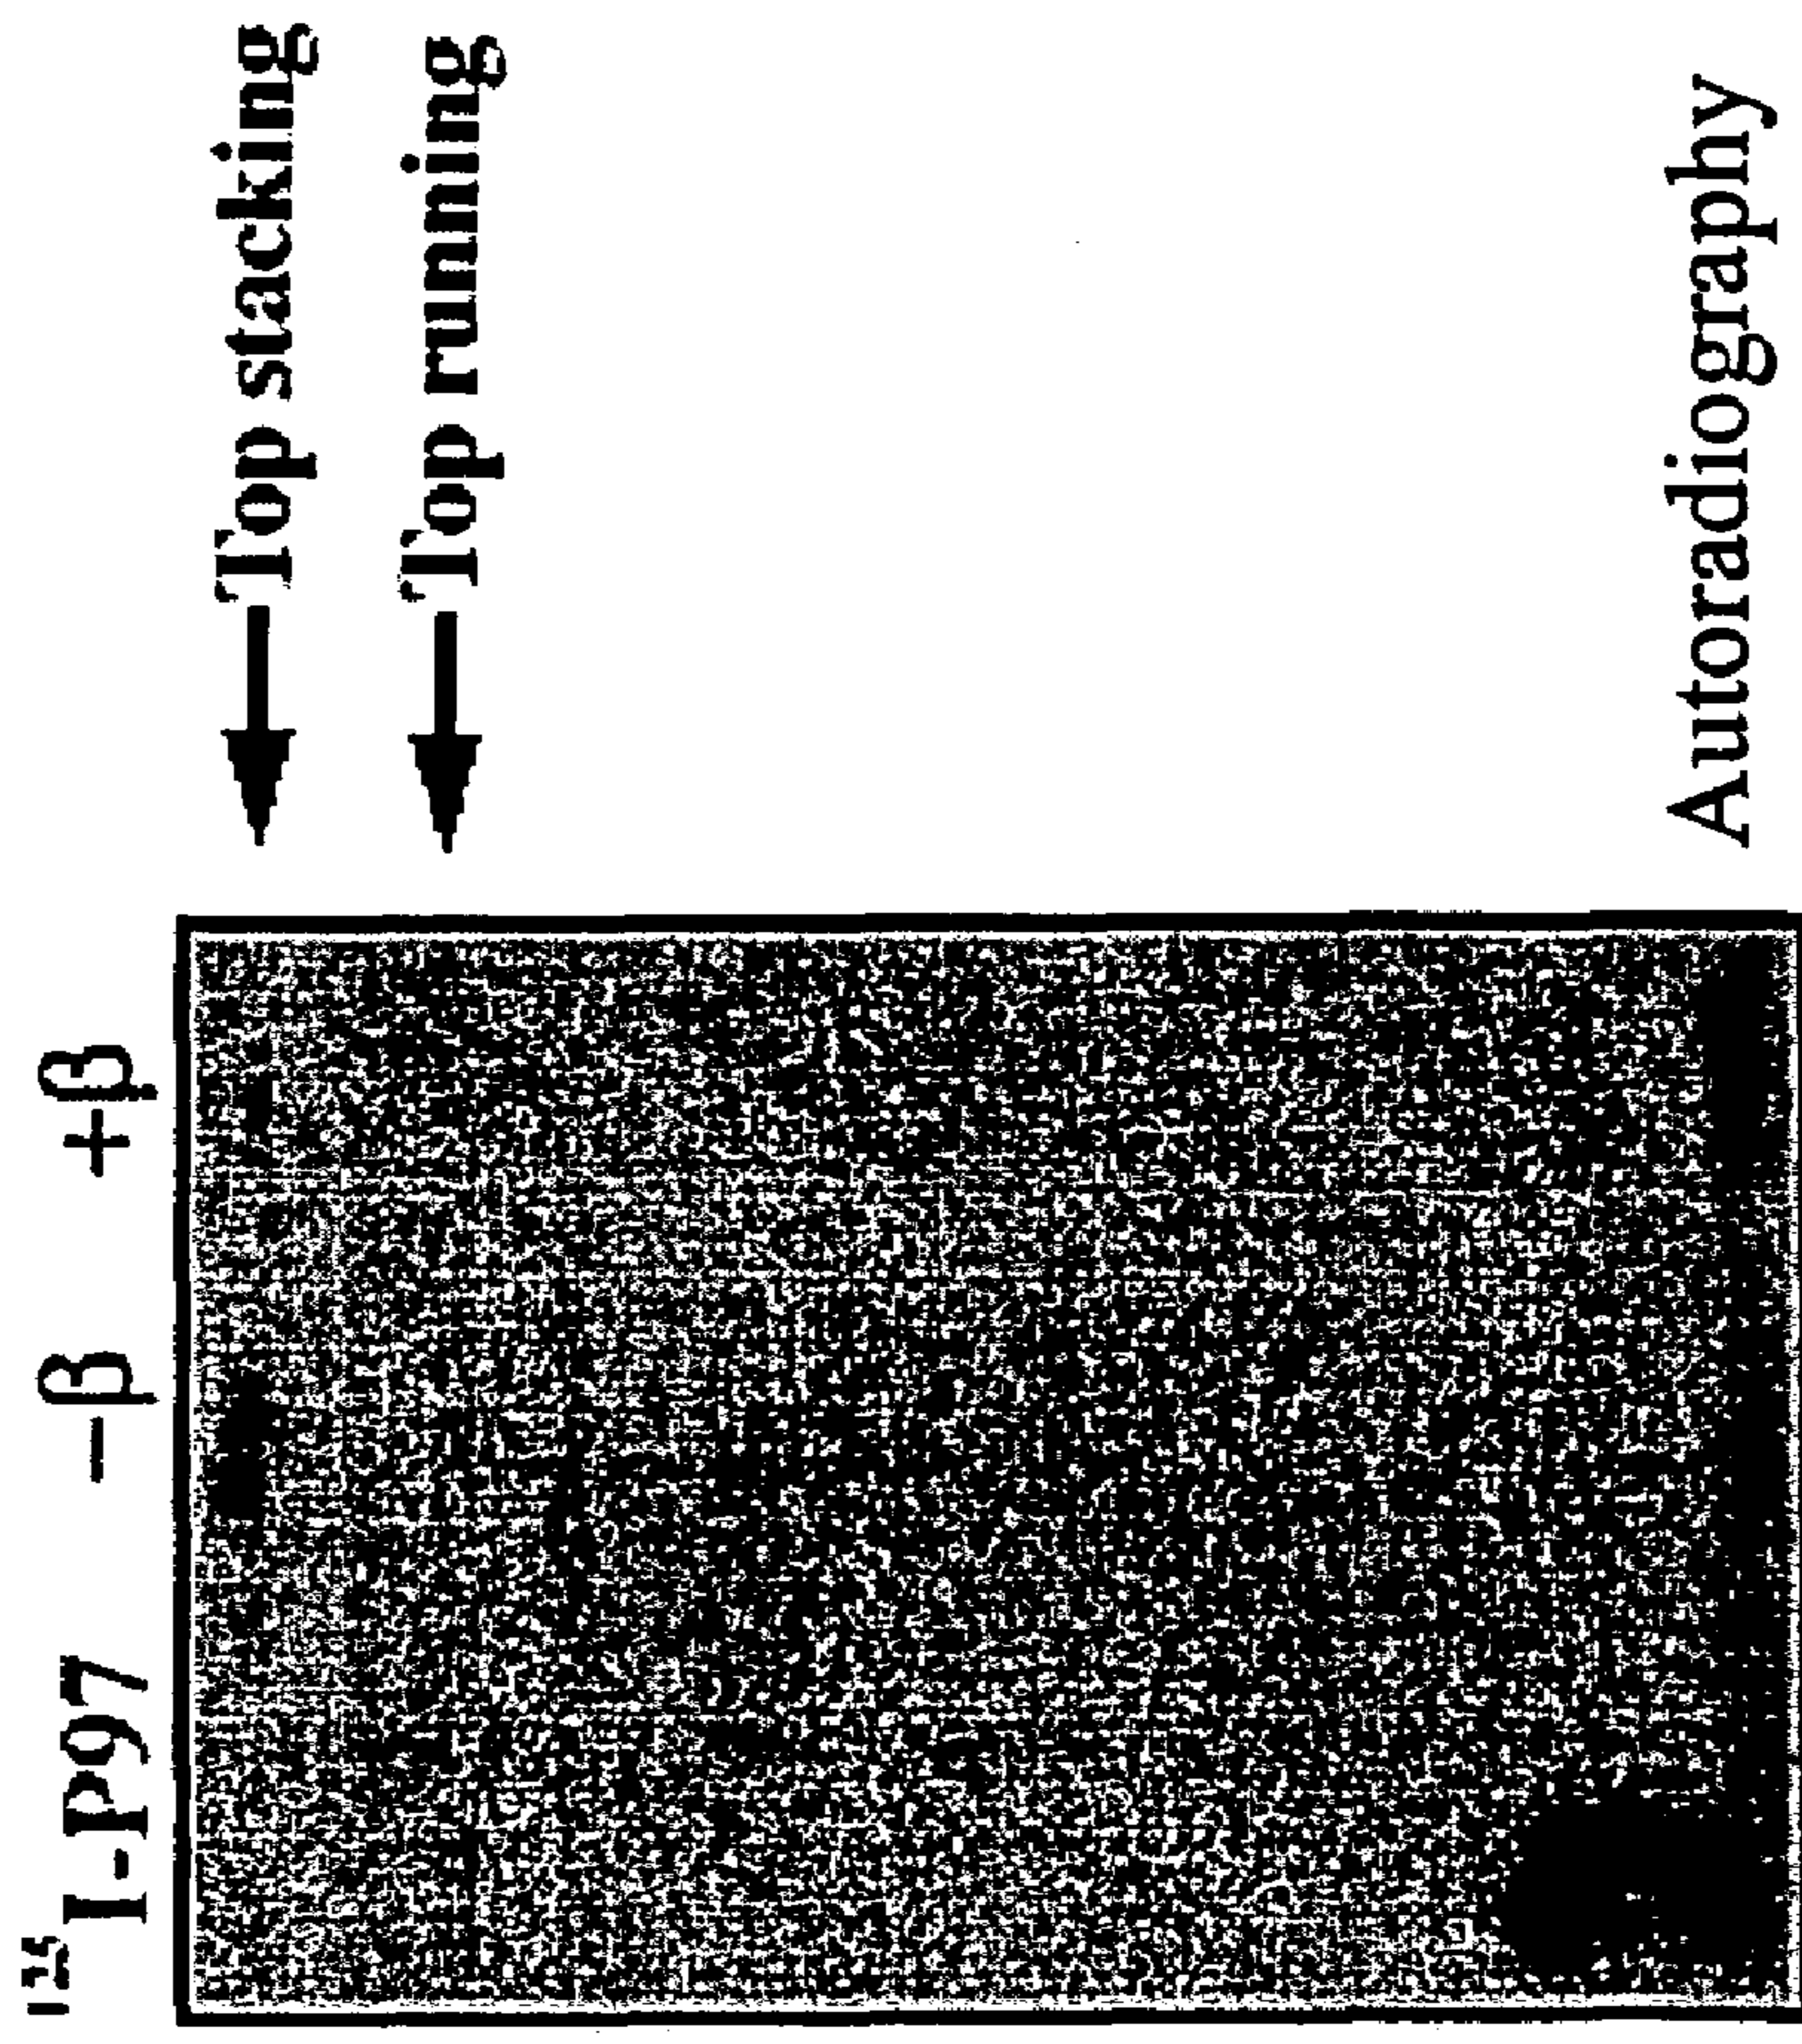 ¹²⁵I-P97 −β +β
Top stacking
Top running
Autoradiography